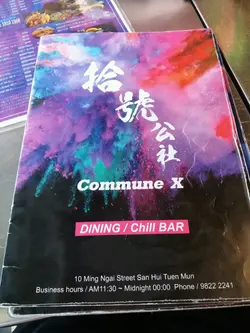 拾號公社
Commune X
DINING / Chill BAR
10 Ming Ngai Street San Hui Tuen Mun
Business hours / AM11:30 ~ Midnight 00:00 Phone / 9822 2241